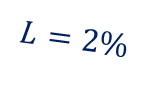 L = 2%